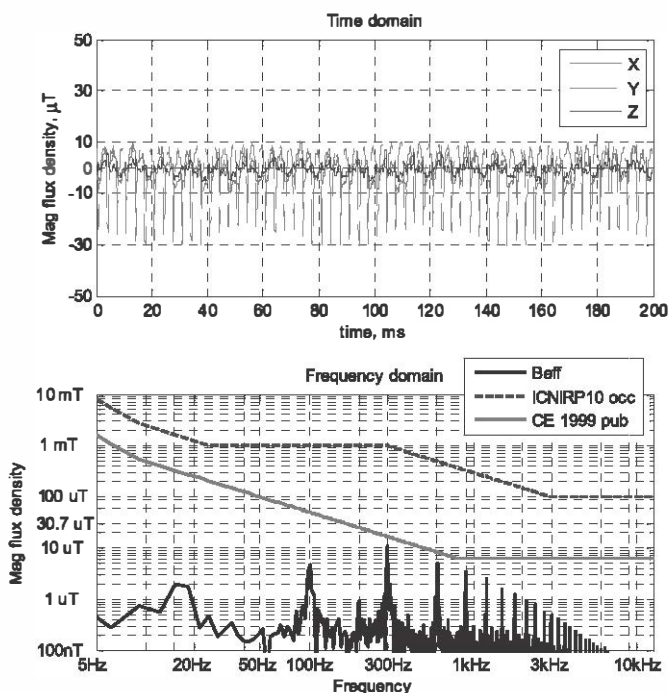 Time domain
50
30
10
0
-10
-30
-50
Mag flux density, µT
X
Y
Z
0 20 40 60 80 100 120 140 160 180 200
time, ms
Frequency domain
Beff
ICNIRP10 occ
CE 1999 pub
10 mT
1 mT
100 uT
30.7 uT
10 uT
1 uT
100nT
Mag flux density
5Hz 20Hz 50Hz 100Hz 300Hz 1kHz 3kHz 10kHz
Frequency